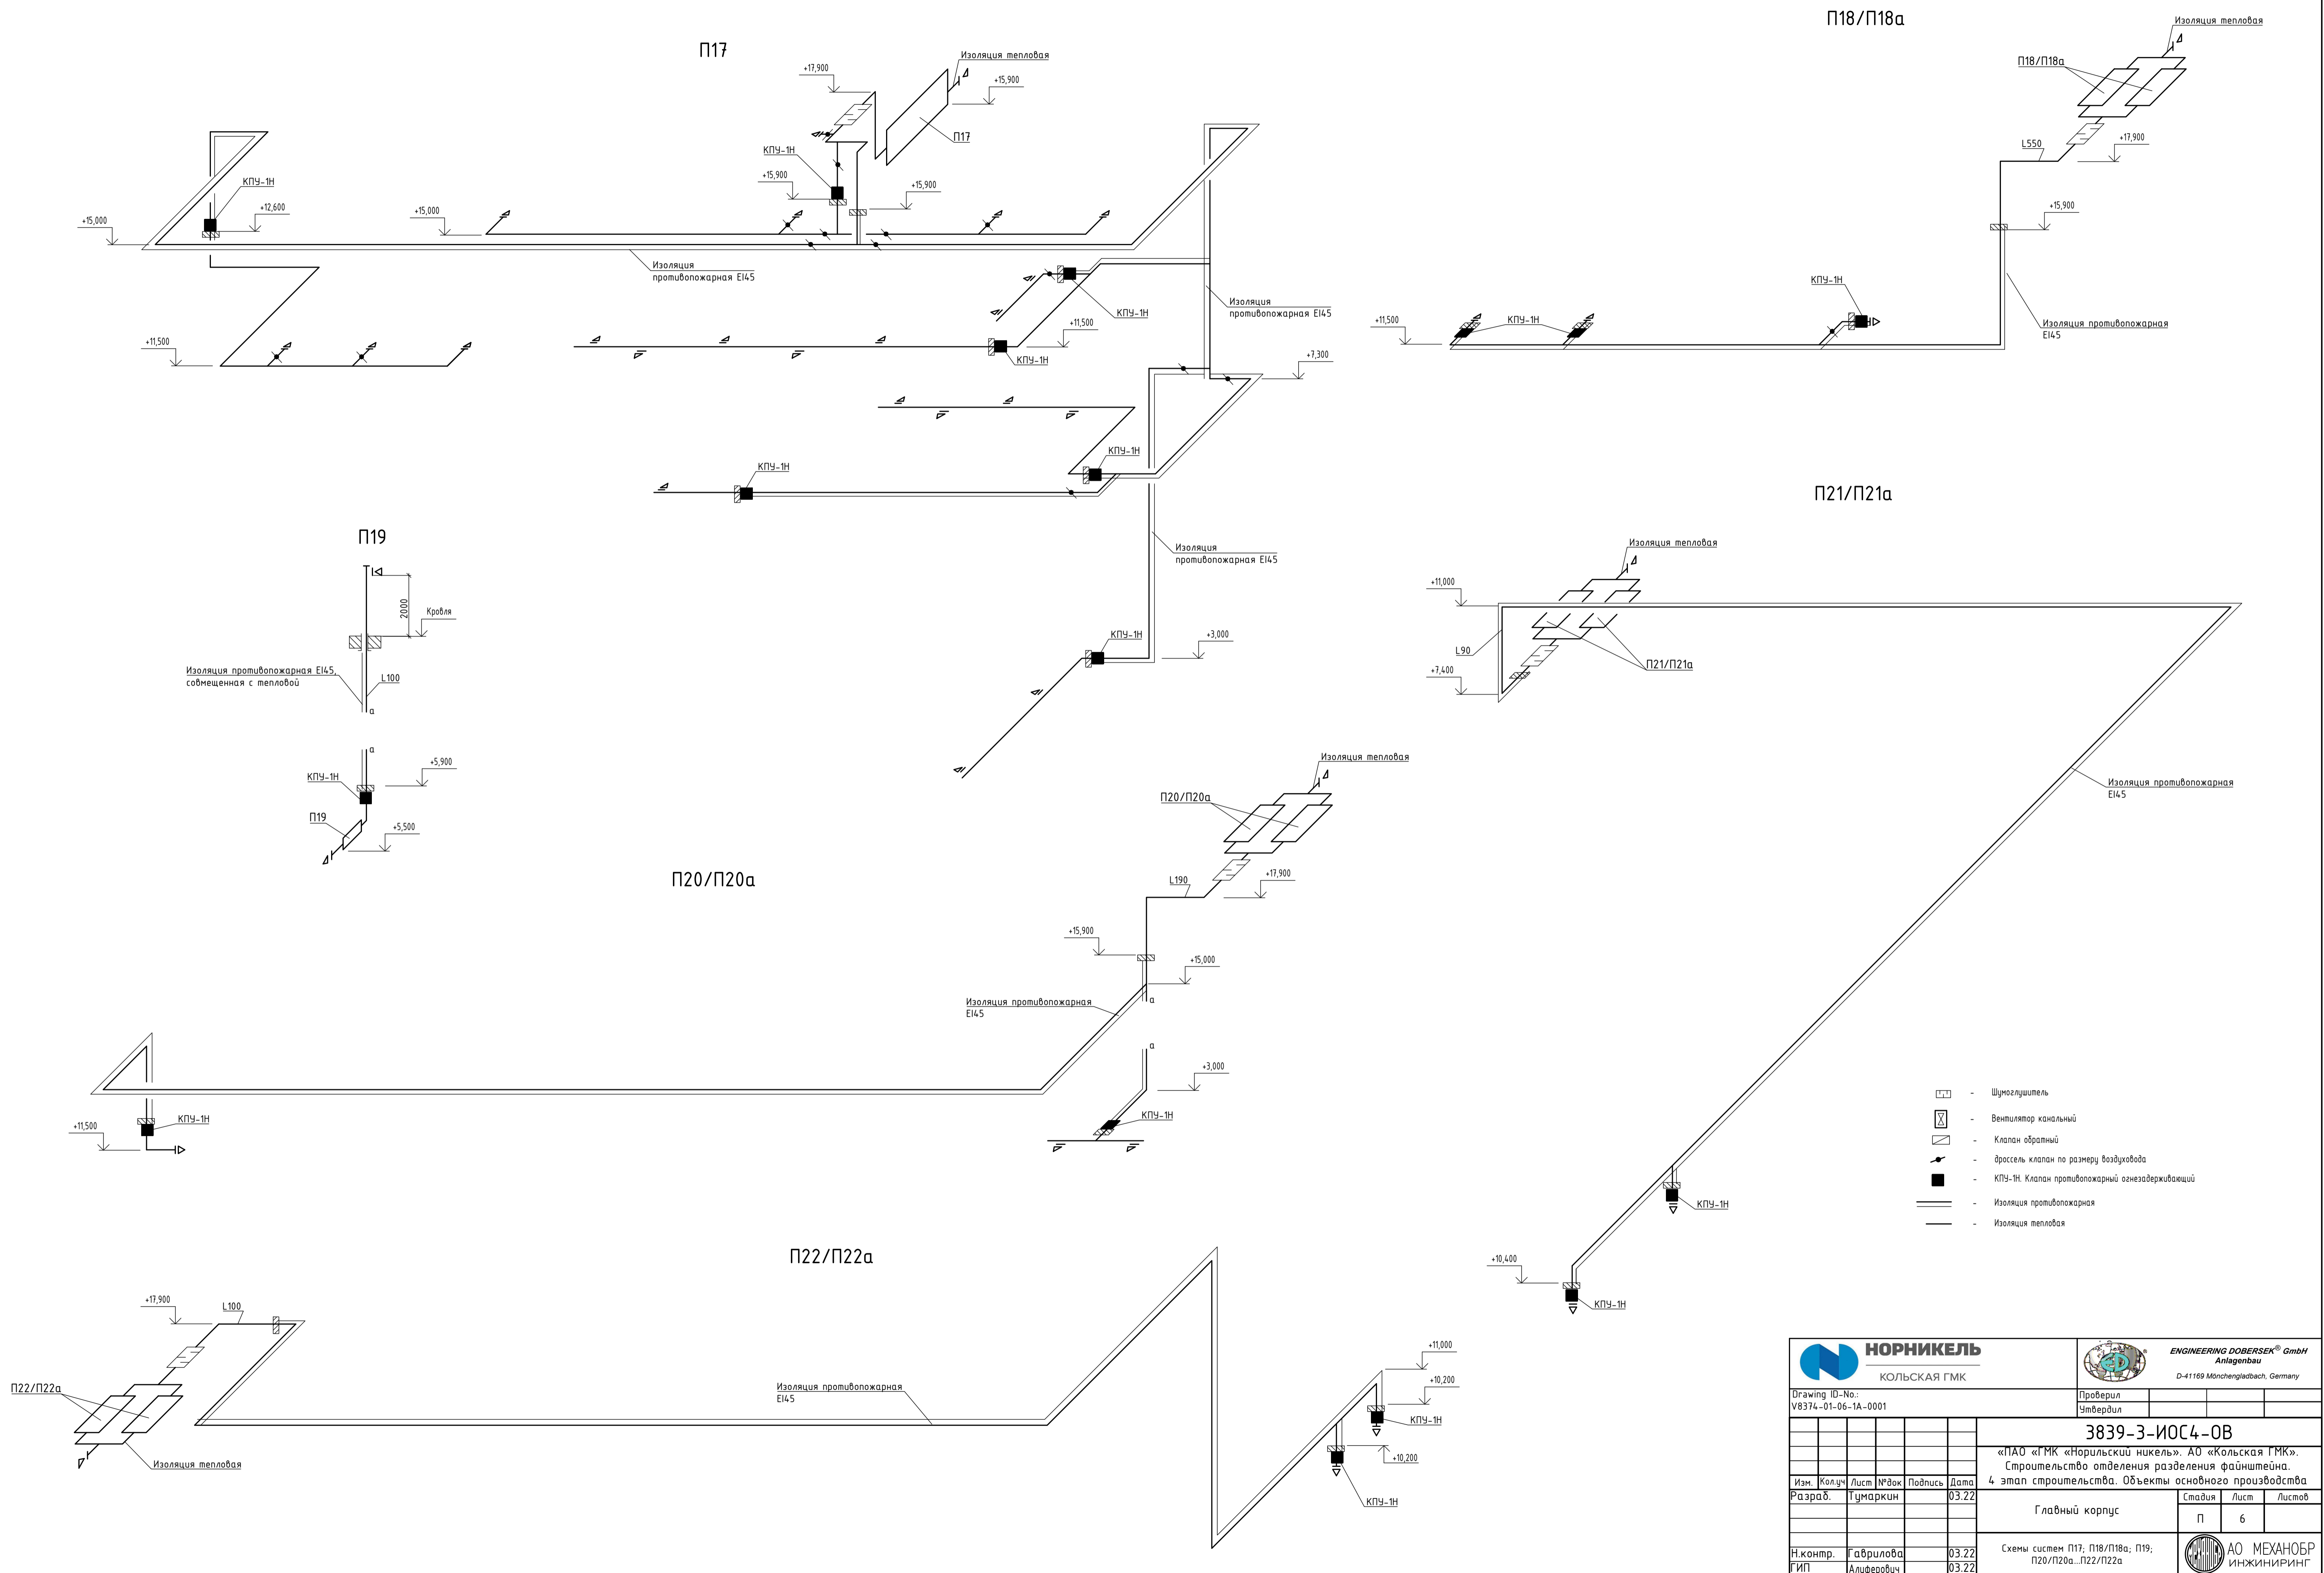 П17
Изоляция тепловая
+17,900
+15,900
П17
КПУ-1Н
+15,900
+15,900
КПУ-1Н
+12,600
+15,000
+15,000
Изоляция
противопожарная EI45
КПУ-1Н
Изоляция
противопожарная EI45
+11,500
КПУ-1Н
+11,500
+7,300
КПУ-1Н
КПУ-1Н
Изоляция
противопожарная EI45
КПУ-1Н
+3,000
П18/П18а
Изоляция тепловая
П18/П18а
+17,900
L550
+15,900
КПУ-1Н
КПУ-1Н
+11,500
Изоляция противопожарная
EI45
П19
2000
Кровля
Изоляция противопожарная EI45,
совмещенная с тепловой
L100
а
а
+5,900
КПУ-1Н
П19
+5,500
П21/П21а
Изоляция тепловая
+11,000
L90
П21/П21а
+7,400
Изоляция противопожарная
EI45
КПУ-1Н
+10,400
КПУ-1Н
П20/П20а
Изоляция тепловая
П20/П20а
+17,900
L190
+15,900
+15,000
Изоляция противопожарная
EI45
а
а
+3,000
КПУ-1Н
КПУ-1Н
+11,500
П22/П22а
+17,900
L100
П22/П22а
Изоляция тепловая
Изоляция противопожарная
EI45
+11,000
+10,200
КПУ-1Н
+10,200
КПУ-1Н
- Шумоглушитель
- Вентилятор канальный
- Клапан обратный
- дроссель клапан по размеру воздуховода
- КПУ-1Н. Клапан противопожарный огнезадерживающий
- Изоляция противопожарная
- Изоляция тепловая
НОРНИКЕЛЬ
КОЛЬСКАЯ ГМК
ED
ENGINEERING DOBERSEK® GmbH
Anlagenbau
D-41169 Mönchengladbach, Germany
Drawing ID-No.:
V8374-01-06-1A-0001
Проверил
Утвердил
3839-3-ИОС4-ОВ
«ПАО «ГМК «Норильский никель». АО «Кольская ГМК».
Строительство отделения разделения файнштейна.
4 этап строительства. Объекты основного производства
Изм. Кол.уч Лист №док Подпись Дата
Разраб. Тумаркин 03.22
Главный корпус
Стадия Лист Листов
П 6
Н.контр. Гаврилова 03.22
ГИП Алиферович 03.22
Схемы систем П17; П18/П18а; П19;
П20/П20а...П22/П22а
АО МЕХАНОБР
ИНЖИНИРИНГ